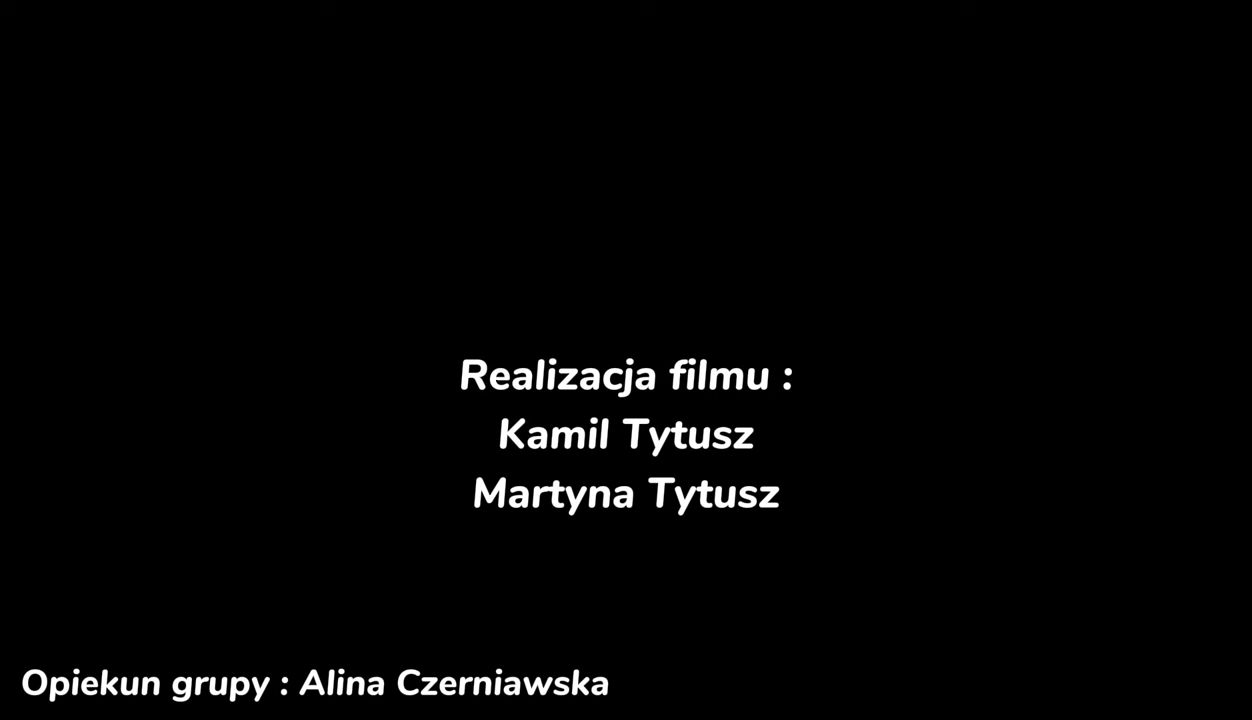 Realizacja filmu :
Kamil Tytusz
Martyna Tytusz
Opiekun grupy : Alina Czerniawska